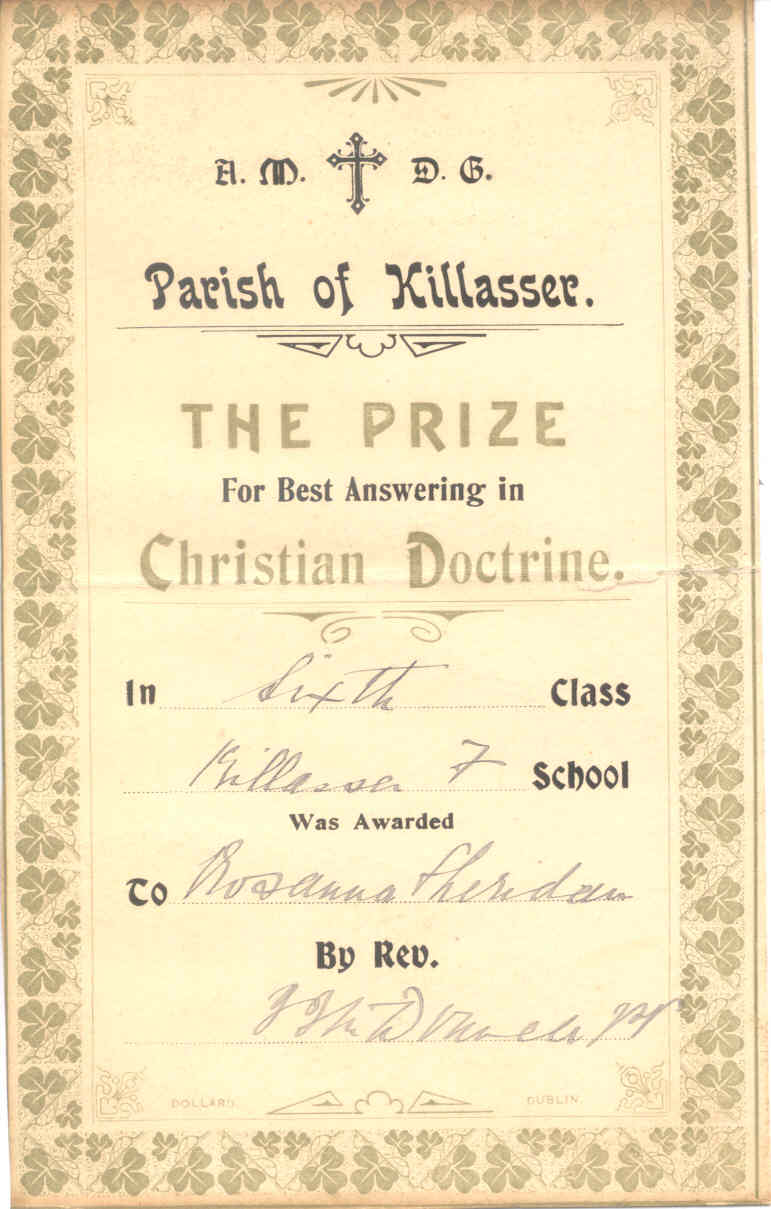 A. M. D. G.
Parish of Killasser.
THE PRIZE
For Best Answering in
Christian Doctrine.
In Sixth Class
Killasser F School
Was Awarded
To Rosanna Sheridan
By Rev.
DOLLARD. DUBLIN.